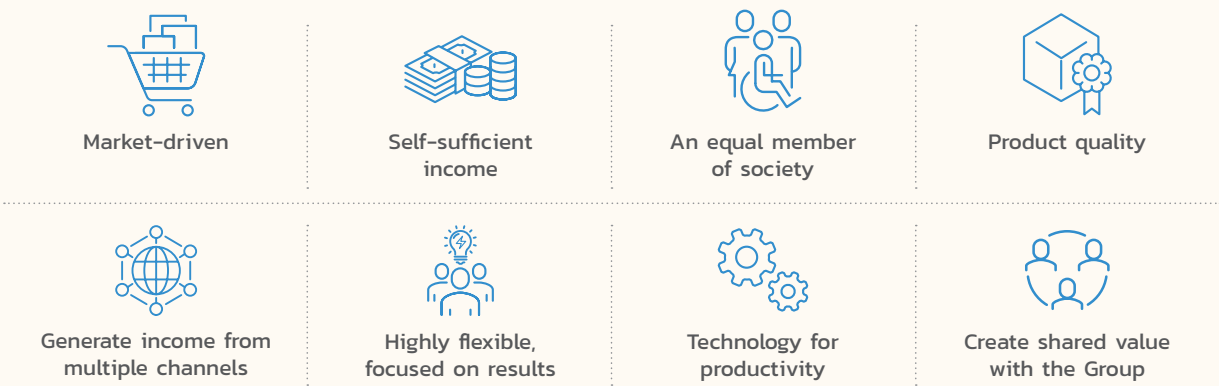 Market-driven
Self-sufficient
income
An equal member
of society
Product quality
Generate income from
multiple channels
Highly flexible,
focused on results
Technology for
productivity
Create shared value
with the Group